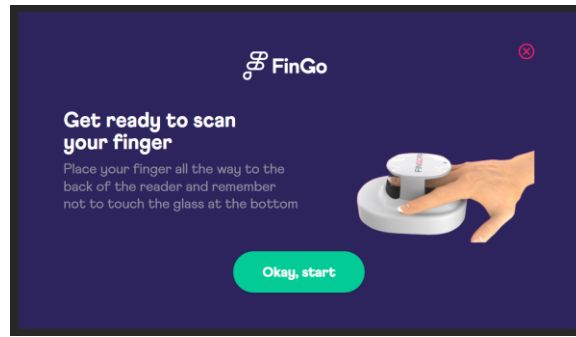 FinGo
Get ready to scan
your finger
Place your finger all the way to the
back of the reader and remember
not to touch the glass at the bottom
FINGO
Okay, start